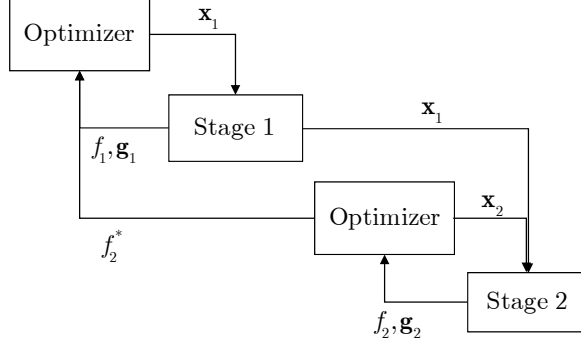 Optimizer
x₁
Stage 1
x₁
f₁,g₁
Optimizer
x₂
f₂*
Stage 2
f₂,g₂